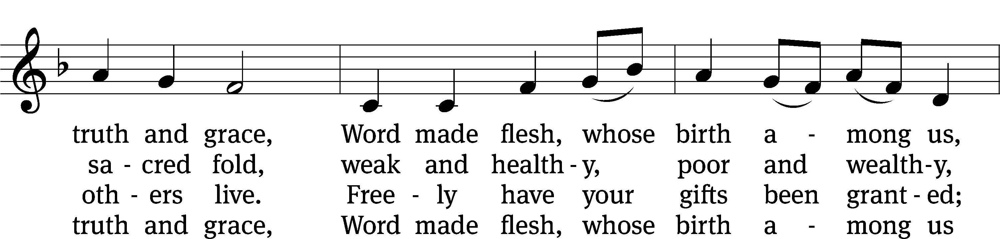 truth and grace, Word made flesh, whose birth a - mong us,
sa - cred fold, weak and health - y, poor and wealth - y,
oth - ers live. Free - ly have your gifts been grant - ed;
truth and grace, Word made flesh, whose birth a - mong us